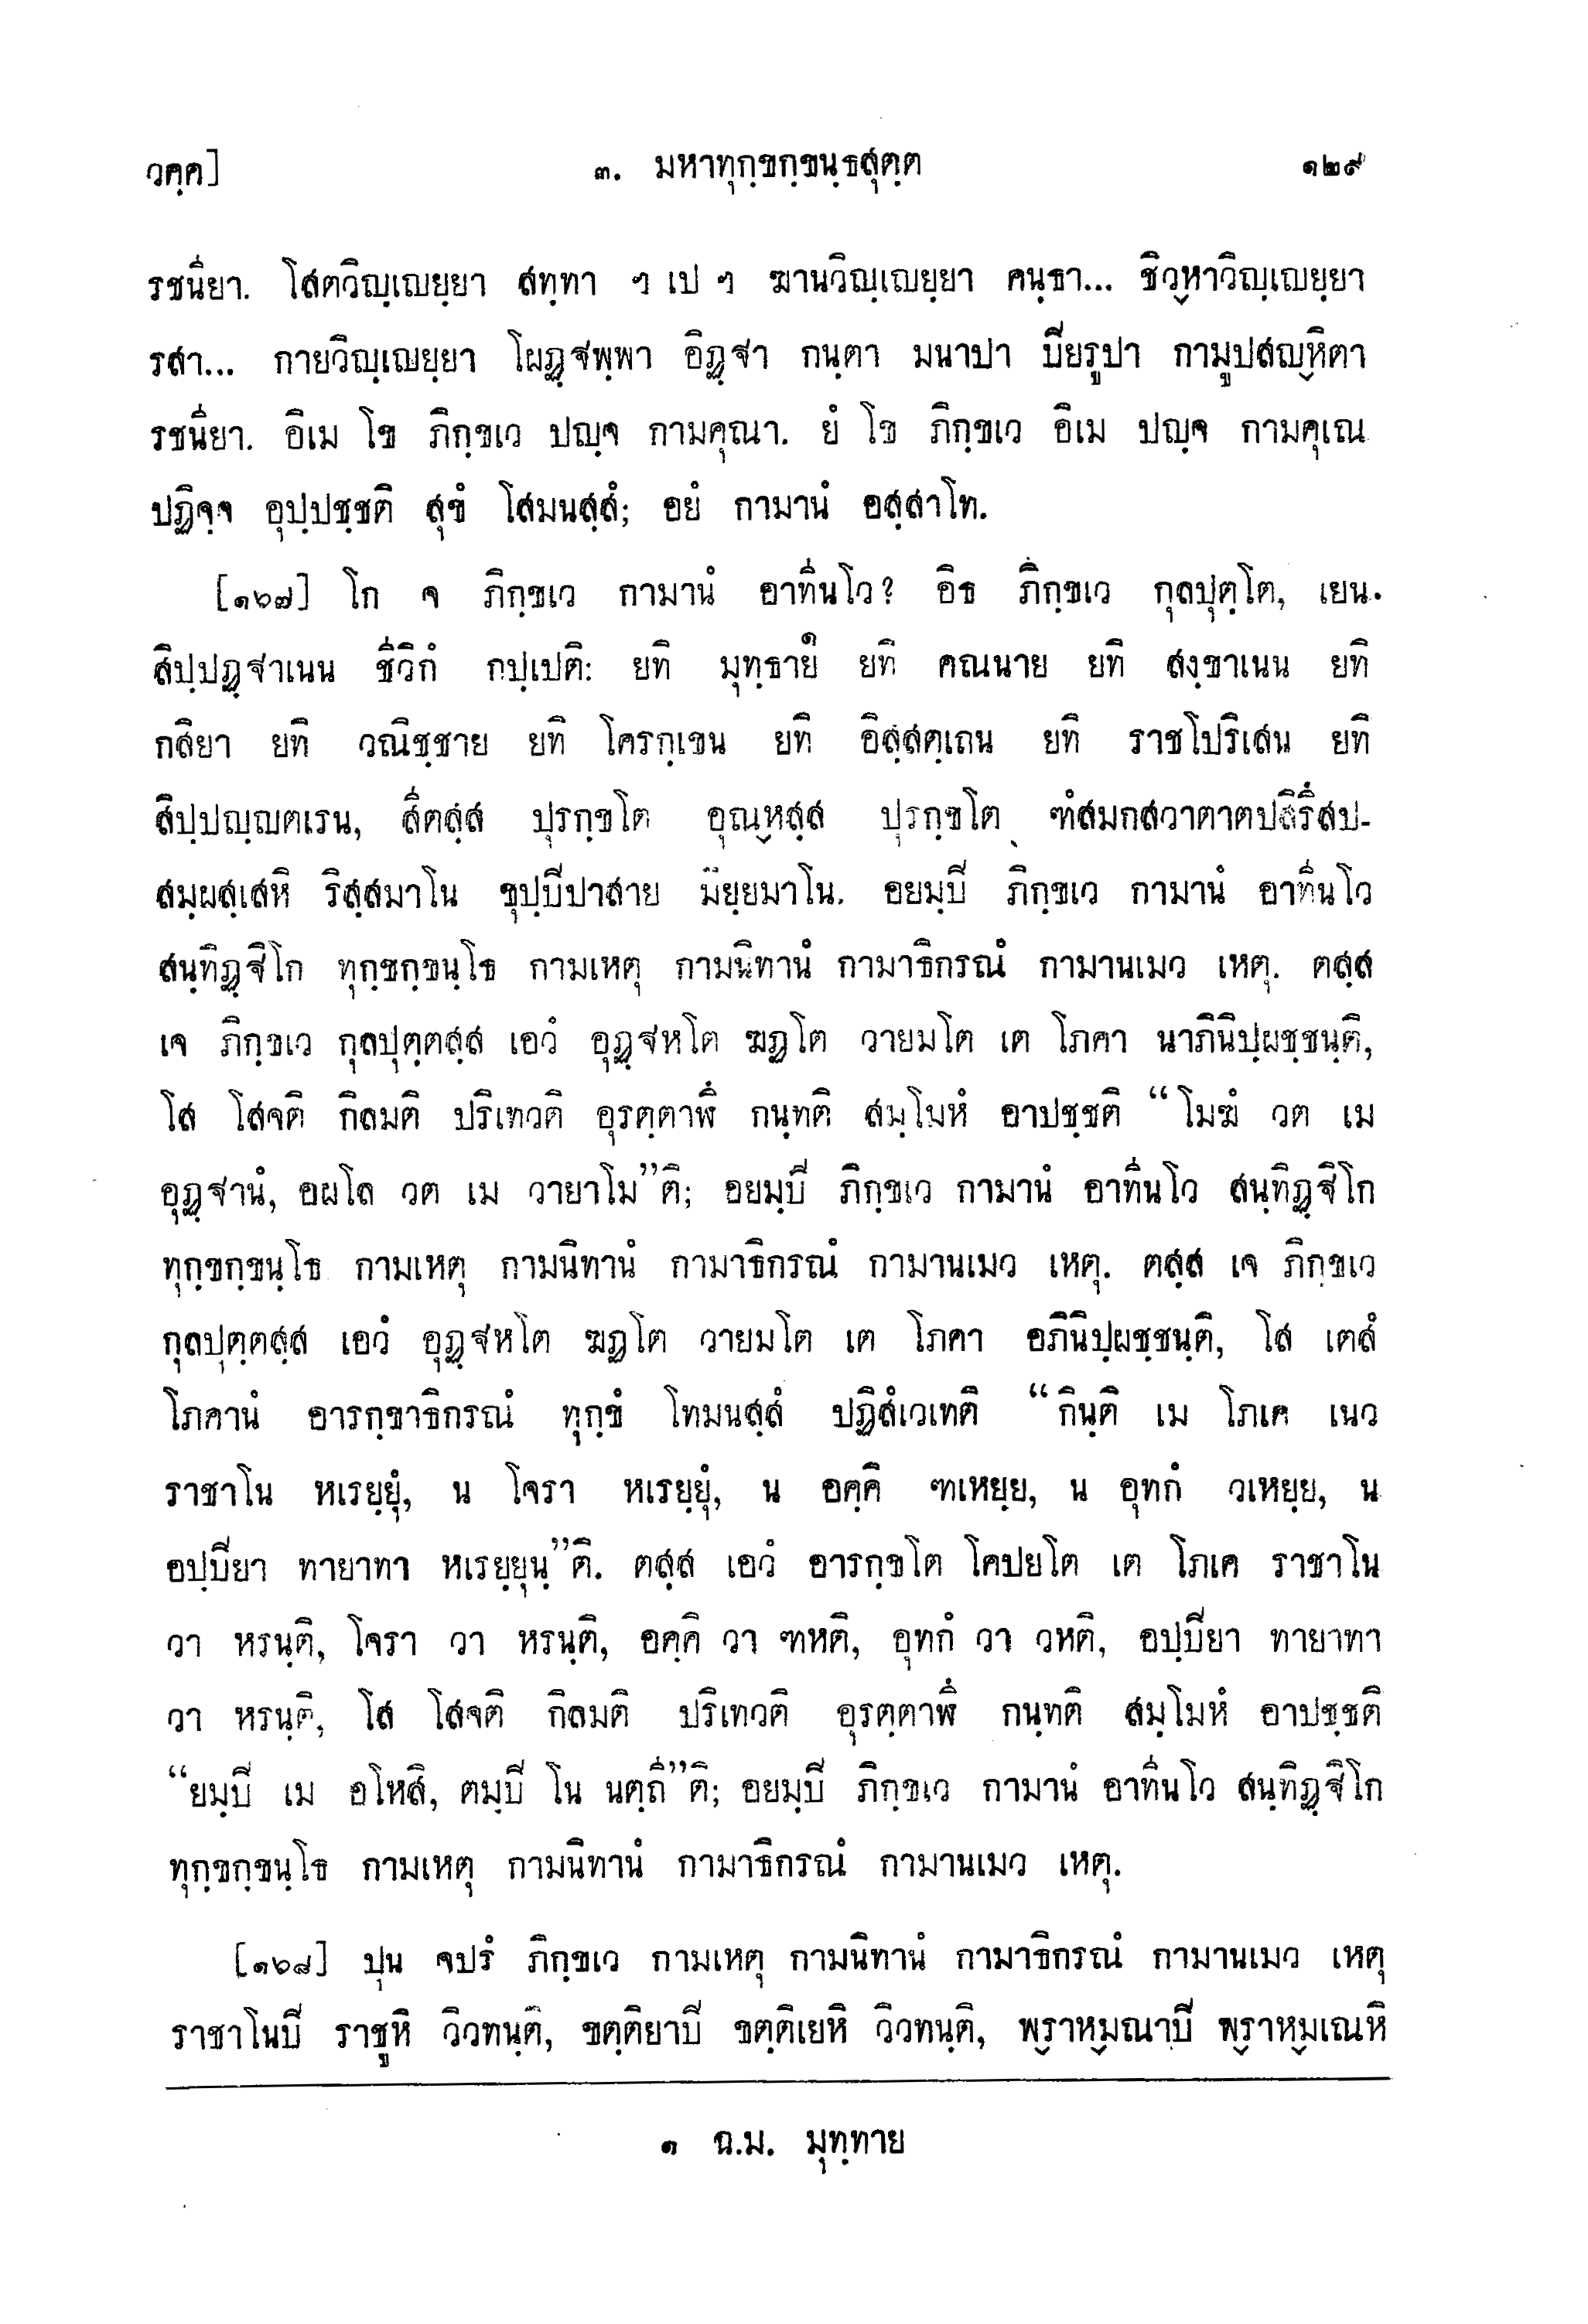 วคฺค]
๓. มหาทุกฺขกฺขนฺธสุตฺต
๑๒๙
รชนียา. โสตวิญฺเญยฺยา สทฺทา ฯ เป ฯ ฆานวิญฺเญยฺยา คนฺธา... ชิวฺหาวิญฺเญยฺยา
รสา... กายวิญฺเญยฺยา โผฏฺฐพฺพา อิฏฺฐา กนฺตา มนาปา ปิยรูปา กามูปสญฺหิตา
รชนียา. อิเม โข ภิกฺขเว ปญฺจ กามคุณา. ยํ โข ภิกฺขเว อิเม ปญฺจ กามคุเณ
ปฏิจฺจ อุปฺปชฺชติ สุขํ โสมนสฺสํ; อยํ กามานํ อสฺสาโท.
[๑๖๗] โก จ ภิกฺขเว กามานํ อาทีนโว? อิธ ภิกฺขเว กุลปุตฺโต, เยน.
สิปฺปฏฺฐาเนน ชีวิกํ กปฺเปติ: ยทิ มุทฺธาย๑ ยทิ คณนาย ยทิ สงฺขาเนน ยทิ
กสิยา ยทิ วณิชฺชาย ยทิ โครกฺเขน ยทิ อิสฺสตฺเถน ยทิ ราชโปริเสน ยทิ
สิปฺปญฺญตเรน, สีตสฺส ปุรกฺขโต อุณฺหสฺส ปุรกฺขโต ฑํสมกสวาตาตปสิรึสป-
สมฺผสฺเสหิ ริสฺสมาโน ขุปฺปิปาสาย มิยฺยมาโน. อยมฺปิ ภิกฺขเว กามานํ อาทีนโว
สนฺทิฏฺฐิโก ทุกฺขกฺขนฺโธ กามเหตุ กามนิทานํ กามาธิกรณํ กามานเมว เหตุ. ตสฺส
เจ ภิกฺขเว กุลปุตฺตสฺส เอวํ อุฏฺฐหโต ฆฏโต วายมโต เต โภคา นาภินิปฺผชฺชนฺติ,
โส โสจติ กิลมติ ปริเทวติ อุรตฺตาฬึ กนฺทติ สมฺโมหํ อาปชฺชติ “โมฆํ วต เม
อุฏฺฐานํ, อผโล วต เม วายาโม”ติ; อยมฺปิ ภิกฺขเว กามานํ อาทีนโว สนฺทิฏฺฐิโก
ทุกฺขกฺขนฺโธ กามเหตุ กามนิทานํ กามาธิกรณํ กามานเมว เหตุ. ตสฺส เจ ภิกฺขเว
กุลปุตฺตสฺส เอวํ อุฏฺฐหโต ฆฏโต วายมโต เต โภคา อภินิปฺผชฺชนฺติ, โส เตสํ
โภคานํ อารกฺขาธิกรณํ ทุกฺขํ โทมนสฺสํ ปฏิสํเวเทติ “กินฺติ เม โภเค เนว
ราชาโน หเรยฺยุํ, น โจรา หเรยฺยุํ, น อคฺคิ ฑเหยฺย, น อุทกํ วเหยฺย, น
อปฺปิยา ทายาทา หเรยฺยุนฺ”ติ. ตสฺส เอวํ อารกฺขโต โคปยโต เต โภเค ราชาโน
วา หรนฺติ, โจรา วา หรนฺติ, อคฺคิ วา ฑหติ, อุทกํ วา วหติ, อปฺปิยา ทายาทา
วา หรนฺติ, โส โสจติ กิลมติ ปริเทวติ อุรตฺตาฬึ กนฺทติ สมฺโมหํ อาปชฺชติ
“ยมฺปิ เม อโหสิ, ตมฺปิ โน นตฺถี”ติ; อยมฺปิ ภิกฺขเว กามานํ อาทีนโว สนฺทิฏฺฐิโก
ทุกฺขกฺขนฺโธ กามเหตุ กามนิทานํ กามาธิกรณํ กามานเมว เหตุ.
[๑๖๘] ปุน จปรํ ภิกฺขเว กามเหตุ กามนิทานํ กามาธิกรณํ กามานเมว เหตุ
ราชาโนปิ ราชูหิ วิวทนฺติ, ขตฺติยาปิ ขตฺติเยหิ วิวทนฺติ, พฺราหฺมณาปิ พฺราหฺมเณหิ
๑ ฉ.ม. มุทฺทาย